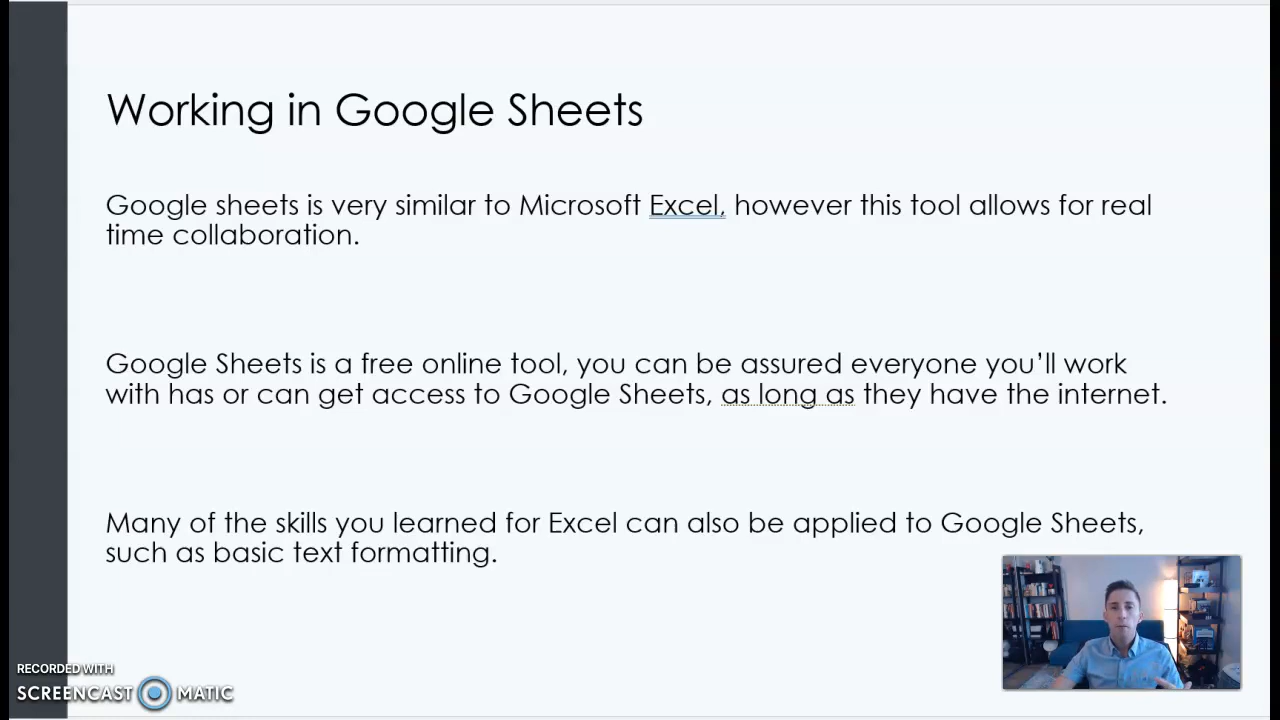 Working in Google Sheets
Google sheets is very similar to Microsoft Excel, however this tool allows for real
time collaboration.
Google Sheets is a free online tool, you can be assured everyone you’ll work
with has or can get access to Google Sheets, as long as they have the internet.
Many of the skills you learned for Excel can also be applied to Google Sheets,
such as basic text formatting.
RECORDED WITH
SCREENCAST MATIC